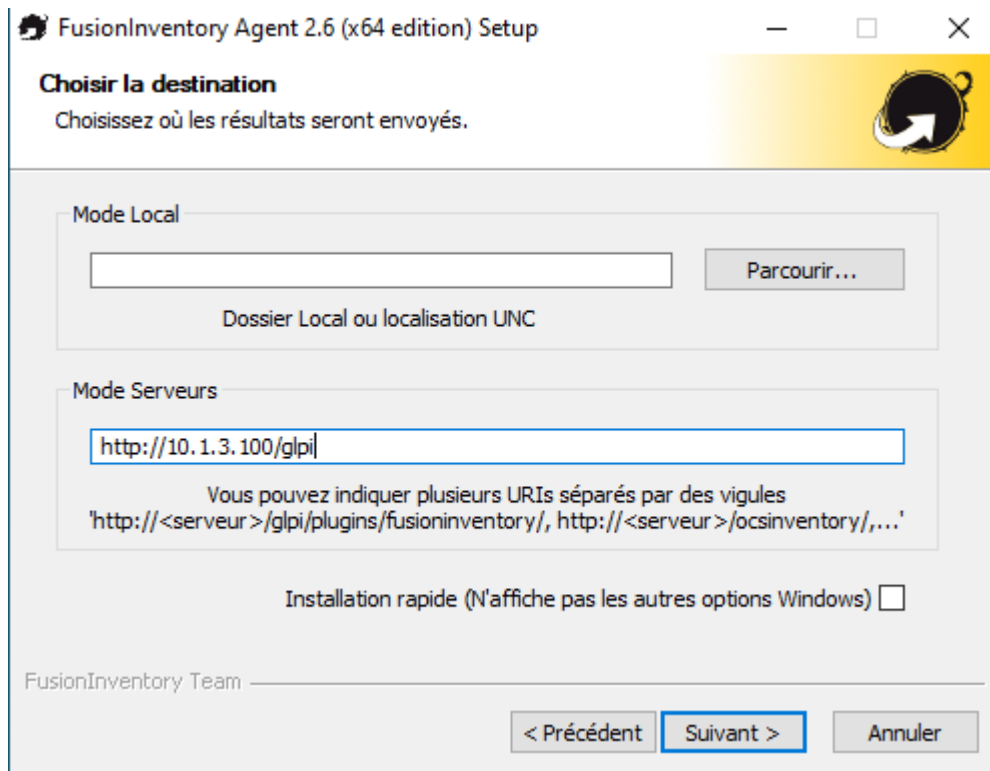 FusionInventory Agent 2.6 (x64 edition) Setup
Choisir la destination
Choisissez où les résultats seront envoyés.
Mode Local
Parcourir...
Dossier Local ou localisation UNC
Mode Serveurs
http://10.1.3.100/glpi
Vous pouvez indiquer plusieurs URIs séparés par des vigules
'http://<serveur>/glpi/plugins/fusioninventory/, http://<serveur>/ocsinventory/,...'
Installation rapide (N'affiche pas les autres options Windows)
FusionInventory Team
< Précédent
Suivant >
Annuler